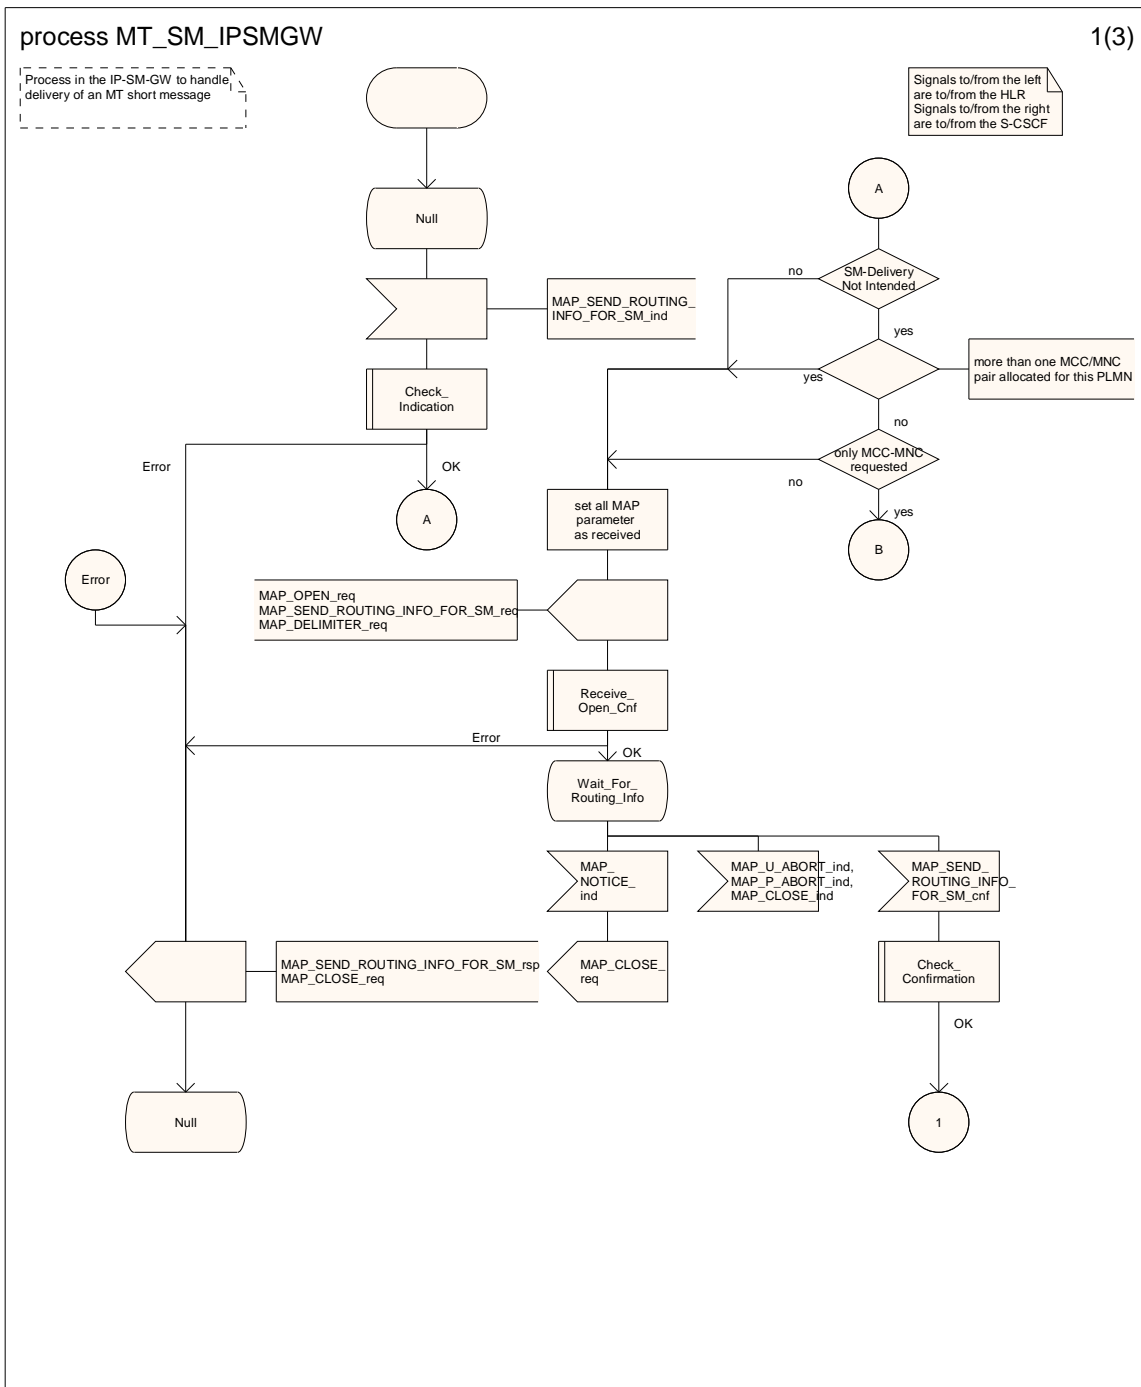 process MT_SM_IPSMGW
1(3)
Process in the IP-SM-GW to handle
delivery of an MT short message
Signals to/from the left
are to/from the HLR
Signals to/from the right
are to/from the S-CSCF
A
Null
no
SM-Delivery
Not Intended
MAP_SEND_ROUTING_
INFO_FOR_SM_ind
yes
more than one MCC/MNC
pair allocated for this PLMN
yes
Check_
Indication
no
only MCC-MNC
requested
Error
OK
no
yes
A
set all MAP
parameter
as received
B
Error
MAP_OPEN_req
MAP_SEND_ROUTING_INFO_FOR_SM_req
MAP_DELIMITER_req
Receive_
Open_Cnf
Error
OK
Wait_For_
Routing_Info
MAP_
NOTICE_
ind
MAP_U_ABORT_ind,
MAP_P_ABORT_ind,
MAP_CLOSE_ind
MAP_SEND_
ROUTING_INFO_
FOR_SM_cnf
MAP_SEND_ROUTING_INFO_FOR_SM_rsp
MAP_CLOSE_req
MAP_CLOSE_
req
Check_
Confirmation
OK
Null
1